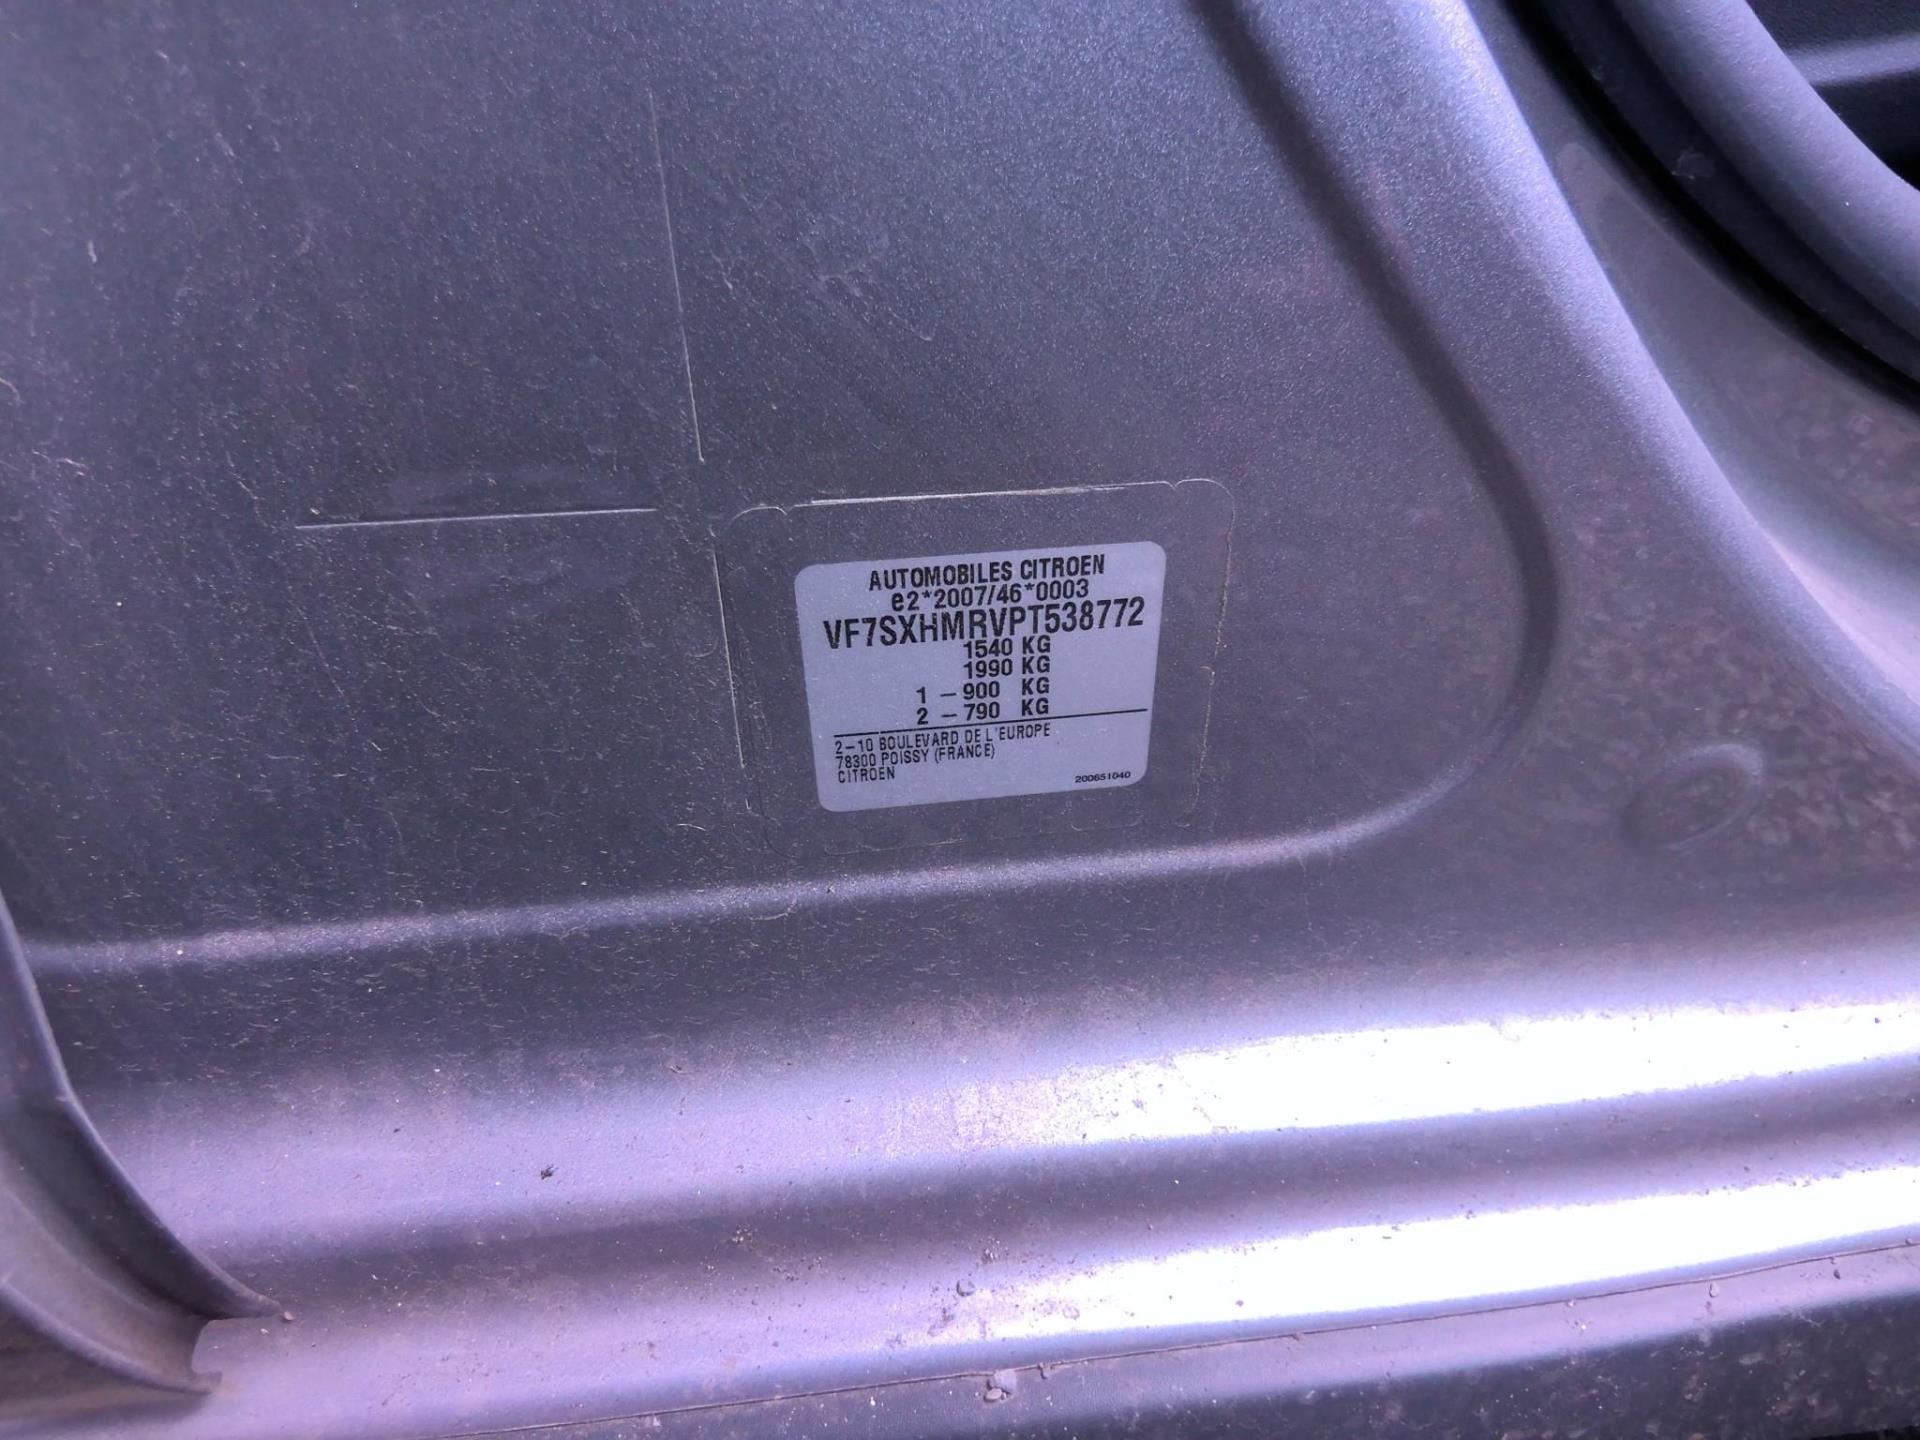 AUTOMOBILES CITROEN
e2*2007/46*0003
VF7SXHMRVPT538772
1540 KG
1990 KG
1 - 900 KG
2 - 790 KG
2-10 BOULEVARD DE L'EUROPE
78300 POISSY (FRANCE)
CITROEN
200651040